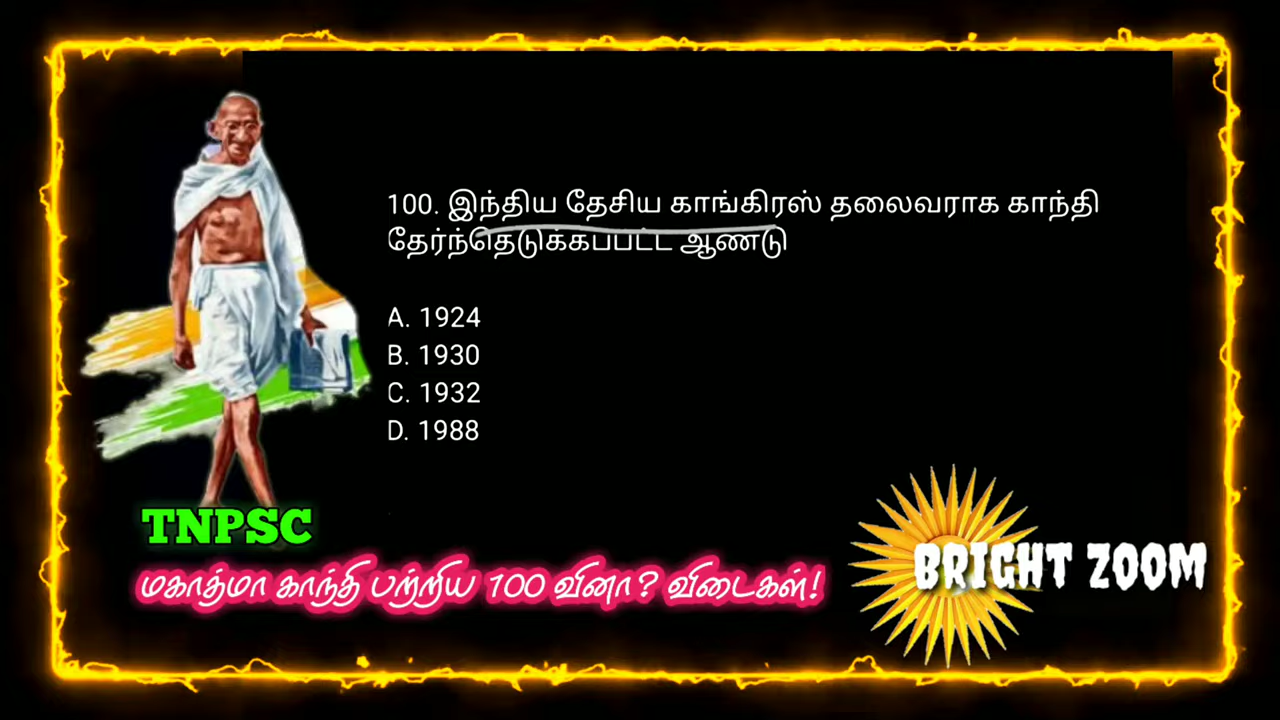 100. இந்திய தேசிய காங்கிரஸ் தலைவராக காந்தி
தேர்ந்தெடுக்கப்பட்ட ஆண்டு
A. 1924
B. 1930
C. 1932
D. 1988
TNPSC
மகாத்மா காந்தி பற்றிய 100 வினா? விடைகள்!
BRIGHT ZOOM